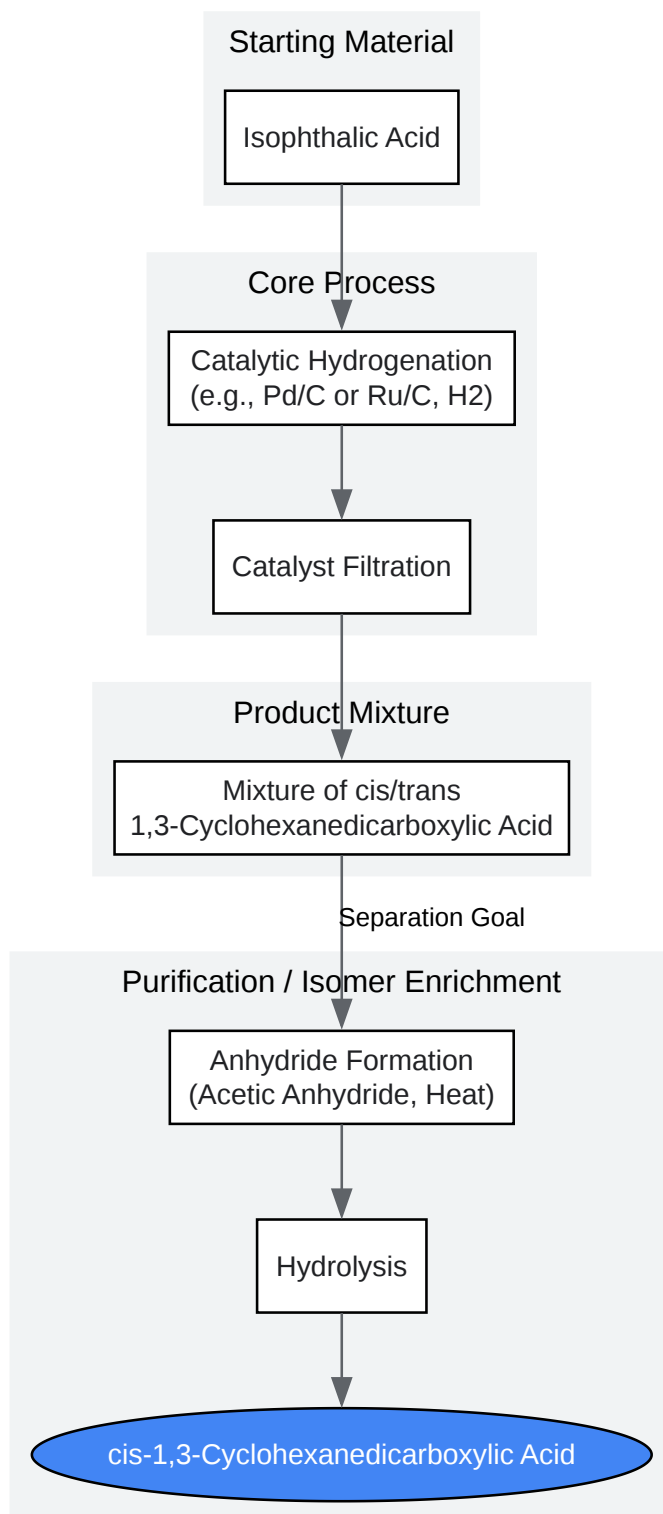 Starting Material
Isophthalic Acid
Core Process
Catalytic Hydrogenation
(e.g., Pd/C or Ru/C, H2)
Catalyst Filtration
Product Mixture
Mixture of cis/trans
1,3-Cyclohexanedicarboxylic Acid
Separation Goal
Purification / Isomer Enrichment
Anhydride Formation
(Acetic Anhydride, Heat)
Hydrolysis
cis-1,3-Cyclohexanedicarboxylic Acid